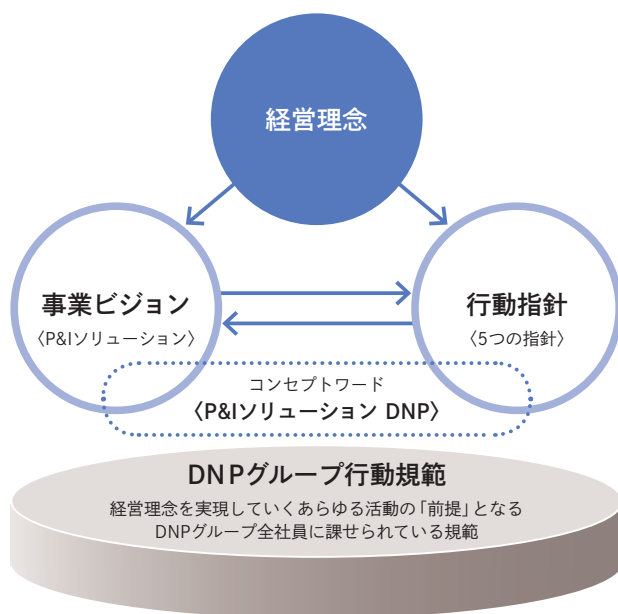 経営理念
事業ビジョン
〈P&Iソリューション〉
行動指針
〈5つの指針〉
コンセプトワード
〈P&Iソリューション DNP〉
DNPグループ行動規範
経営理念を実現していくあらゆる活動の「前提」となる
DNPグループ全社員に課せられている規範